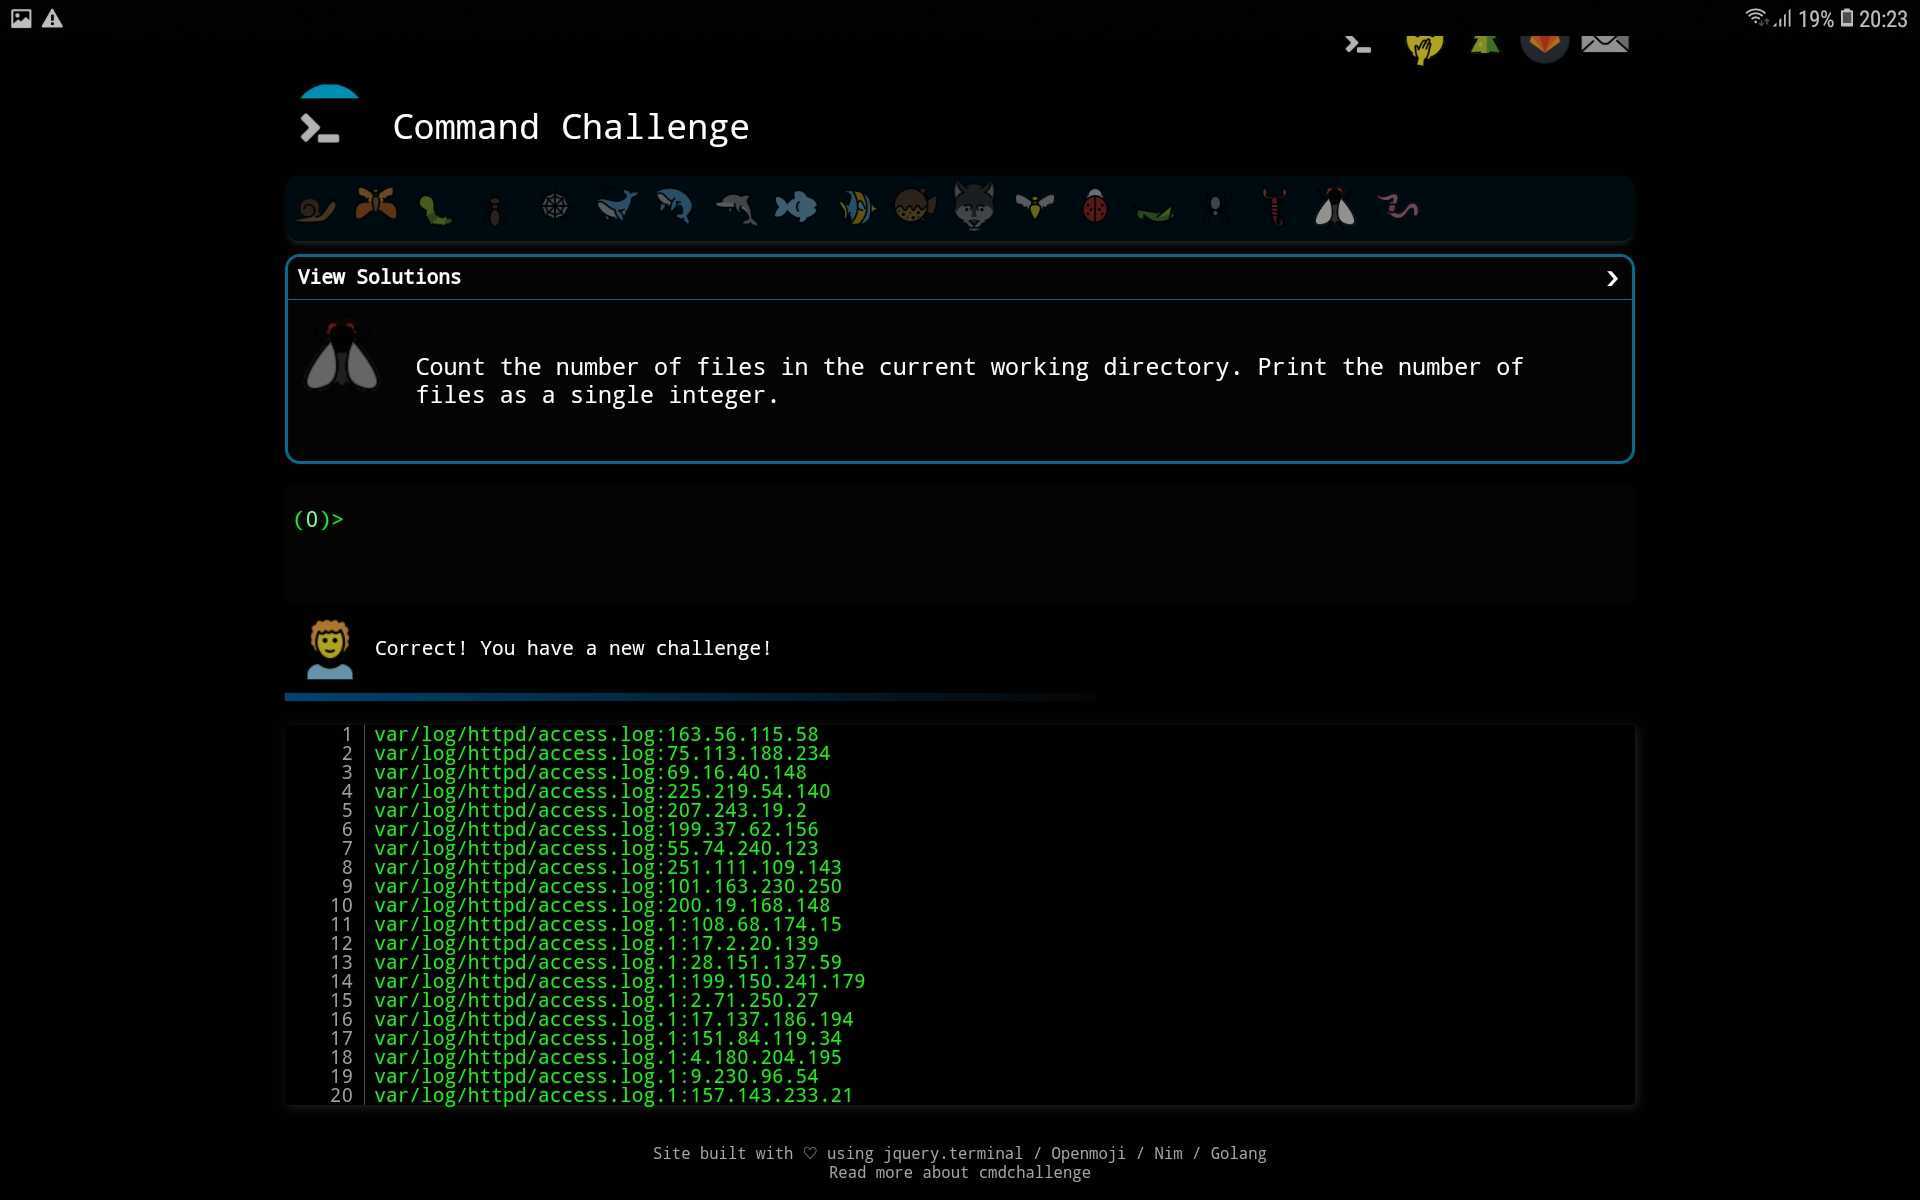 19% 20:23
Command Challenge
View Solutions
Count the number of files in the current working directory. Print the number of
files as a single integer.
(0)>
Correct! You have a new challenge!
1 var/log/httpd/access.log:163.56.115.58
2 var/log/httpd/access.log:75.113.188.234
3 var/log/httpd/access.log:69.16.40.148
4 var/log/httpd/access.log:225.219.54.140
5 var/log/httpd/access.log:207.243.19.2
6 var/log/httpd/access.log:199.37.62.156
7 var/log/httpd/access.log:55.74.240.123
8 var/log/httpd/access.log:251.111.109.143
9 var/log/httpd/access.log:101.163.230.250
10 var/log/httpd/access.log:200.19.168.148
11 var/log/httpd/access.log.1:108.68.174.15
12 var/log/httpd/access.log.1:17.2.20.139
13 var/log/httpd/access.log.1:28.151.137.59
14 var/log/httpd/access.log.1:199.150.241.179
15 var/log/httpd/access.log.1:2.71.250.27
16 var/log/httpd/access.log.1:17.137.186.194
17 var/log/httpd/access.log.1:151.84.119.34
18 var/log/httpd/access.log.1:4.180.204.195
19 var/log/httpd/access.log.1:9.230.96.54
20 var/log/httpd/access.log.1:157.143.233.21
Site built with ♡ using jquery.terminal / Openmoji / Nim / Golang
Read more about cmdchallenge